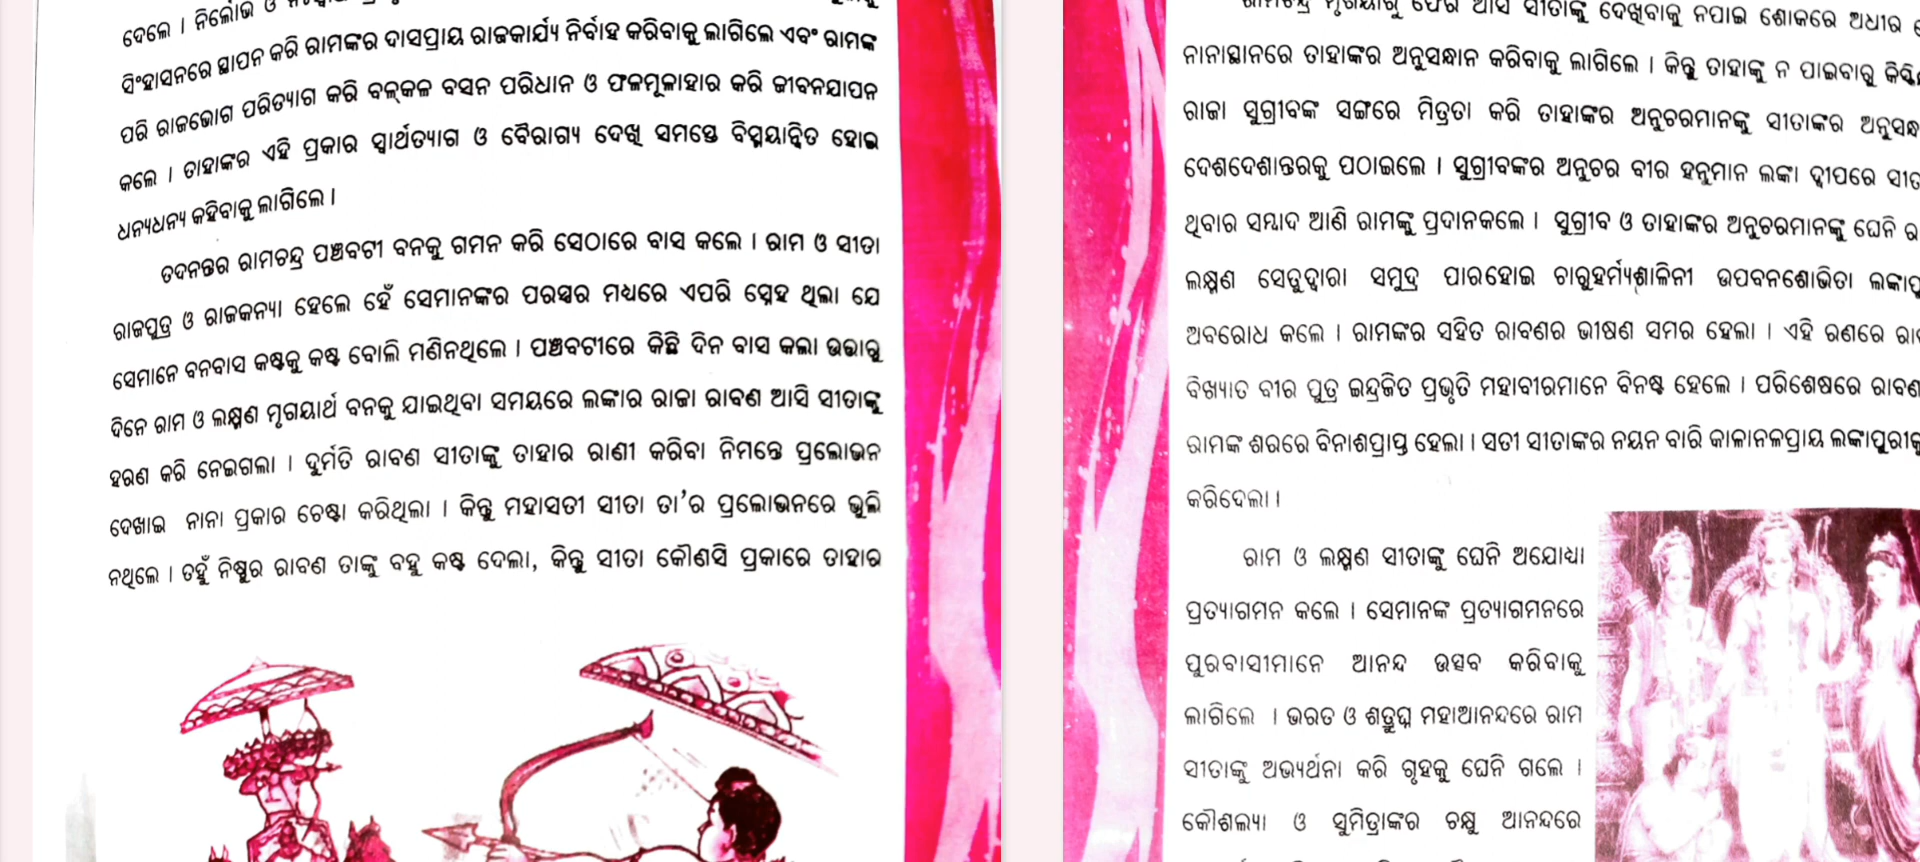 ଦେଲେ । ନିର୍ଲୋଭ ଓ
ସିଂହାସନରେ ସ୍ଥାପନ କରି ରାମଙ୍କର ଦାସପ୍ରାୟ ରାଜକାର୍ଯ୍ୟ ନିର୍ବାହ କରିବାକୁ ଲାଗିଲେ ଏବଂ ରାମଙ୍କ
ପରି ରାଜଭୋଗ ପରିତ୍ୟାଗ କରି ବଳ୍‌କଳ ବସନ ପରିଧାନ ଓ ଫଳମୂଳାହାର କରି ଜୀବନଯାପନ
କଲେ । ତାହାଙ୍କର ଏହି ପ୍ରକାର ସ୍ୱାର୍ଥତ୍ୟାଗ ଓ ବୈରାଗ୍ୟ ଦେଖି ସମସ୍ତେ ବିସ୍ମୟାନ୍ୱିତ ହୋଇ
ଧନ୍ୟଧନ୍ୟ କହିବାକୁ ଲାଗିଲେ ।
ତଦନନ୍ତର ରାମଚନ୍ଦ୍ର ପଞ୍ଚବଟୀ ବନକୁ ଗମନ କରି ସେଠାରେ ବାସ କଲେ । ରାମ ଓ ସୀତା
ରାଜପୁତ୍ର ଓ ରାଜକନ୍ୟା ହେଲେ ହେଁ ସେମାନଙ୍କର ପରସ୍ପର ମଧ୍ୟରେ ଏପରି ସ୍ନେହ ଥିଲା ଯେ
ସେମାନେ ବନବାସ କଷ୍ଟକୁ କଷ୍ଟ ବୋଲି ମଣିନଥିଲେ । ପଞ୍ଚବଟୀରେ କିଛି ଦିନ ବାସ କଲା ଉତ୍ତାରୁ
ଦିନେ ରାମ ଓ ଲକ୍ଷ୍ମଣ ମୃଗୟାର୍ଥ ବନକୁ ଯାଇଥିବା ସମୟରେ ଲଙ୍କାର ରାଜା ରାବଣ ଆସି ସୀତାଙ୍କୁ
ହରଣ କରି ନେଇଗଲା । ଦୁର୍ମତି ରାବଣ ସୀତାଙ୍କୁ ତାହାର ରାଣୀ କରିବା ନିମନ୍ତେ ପ୍ରଲୋଭନ
ଦେଖାଇ ନାନା ପ୍ରକାର ଚେଷ୍ଟା କରିଥିଲା । କିନ୍ତୁ ମହାସତୀ ସୀତା ତା'ର ପ୍ରଲୋଭନରେ ଭୁଲି
ନଥିଲେ । ତହୁଁ ନିଷ୍ଠୁର ରାବଣ ତାଙ୍କୁ ବହୁ କଷ୍ଟ ଦେଲା, କିନ୍ତୁ ସୀତା କୌଣସି ପ୍ରକାରେ ତାହାର
ରାମଚନ୍ଦ୍ର ମୃଗୟାରୁ ଫେରି ଆସି ସୀତାଙ୍କୁ ଦେଖିବାକୁ ନପାଇ ଶୋକରେ ଅଧୀର
ନାନାସ୍ଥାନରେ ତାହାଙ୍କର ଅନୁସନ୍ଧାନ କରିବାକୁ ଲାଗିଲେ । କିନ୍ତୁ ତାହାଙ୍କୁ ନ ପାଇବାରୁ
ରାଜା ସୁଗ୍ରୀବଙ୍କ ସଙ୍ଗରେ ମିତ୍ରତା କରି ତାହାଙ୍କର ଅନୁଚରମାନଙ୍କୁ ସୀତାଙ୍କର
ଦେଶଦେଶାନ୍ତରକୁ ପଠାଇଲେ । ସୁଗ୍ରୀବଙ୍କର ଅନୁଚର ବୀର ହନୁମାନ ଲଙ୍କା ଦ୍ୱୀପରେ
ଥିବାର ସମ୍ବାଦ ଆଣି ରାମଙ୍କୁ ପ୍ରଦାନକଲେ । ସୁଗ୍ରୀବ ଓ ତାହାଙ୍କର ଅନୁଚରମାନଙ୍କୁ ଘେନି
ଲକ୍ଷ୍ମଣ ସେତୁଦ୍ୱାରା ସମୁଦ୍ର ପାରହୋଇ ଚାରୁହର୍ମ୍ୟଶାଳିନୀ ଉପବନଶୋଭିତା
ଅବରୋଧ କଲେ । ରାମଙ୍କର ସହିତ ରାବଣର ଭୀଷଣ ସମର ହେଲା । ଏହି ରଣରେ
ବିଖ୍ୟାତ ବୀର ପୁତ୍ର ଇନ୍ଦ୍ରଜିତ ପ୍ରଭୃତି ମହାବୀରମାନେ ବିନଷ୍ଟ ହେଲେ । ପରିଶେଷରେ ରାବଣ
ରାମଙ୍କ ଶରରେ ବିନାଶପ୍ରାପ୍ତ ହେଲା । ସତୀ ସୀତାଙ୍କର ନୟନ ବାରି କାଳାନଳପ୍ରାୟ ଲଙ୍କାପୁରୀକୁ
କରିଦେଲା ।
ରାମ ଓ ଲକ୍ଷ୍ମଣ ସୀତାଙ୍କୁ ଘେନି ଅଯୋଧ୍ୟା
ପ୍ରତ୍ୟାଗମନ କଲେ । ସେମାନଙ୍କ ପ୍ରତ୍ୟାଗମନରେ
ପୁରବାସୀମାନେ ଆନନ୍ଦ ଉତ୍ସବ କରିବାକୁ
ଲାଗିଲେ । ଭରତ ଓ ଶତ୍ରୁଘ୍ନ ମହାଆନନ୍ଦରେ ରାମ
ସୀତାଙ୍କୁ ଅଭ୍ୟର୍ଥନା କରି ଗୃହକୁ ଘେନି ଗଲେ ।
କୌଶଲ୍ୟା ଓ ସୁମିତ୍ରାଙ୍କର ଚକ୍ଷୁ ଆନନ୍ଦରେ